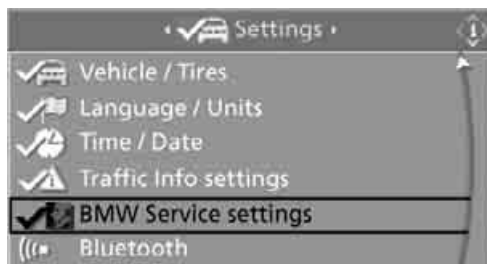 Settings
Vehicle / Tires
Language / Units
Time / Date
Traffic Info settings
BMW Service settings
Bluetooth